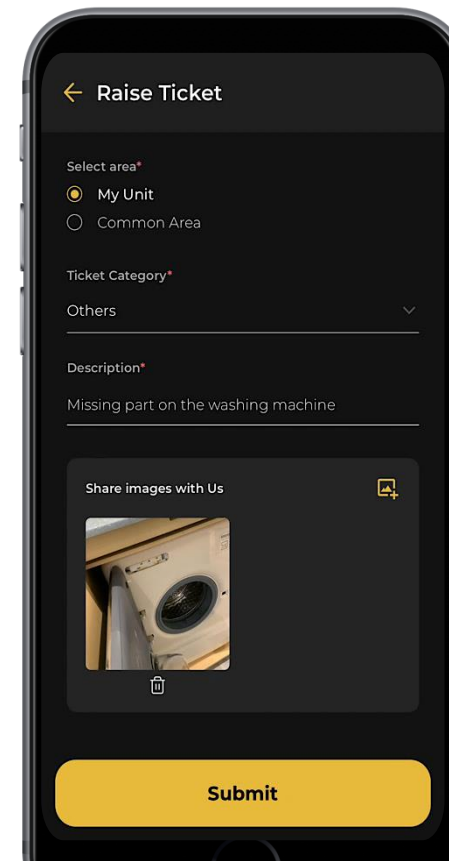 Raise Ticket
Select area*
My Unit
Common Area
Ticket Category*
Others
Description*
Missing part on the washing machine
Share images with Us
Submit